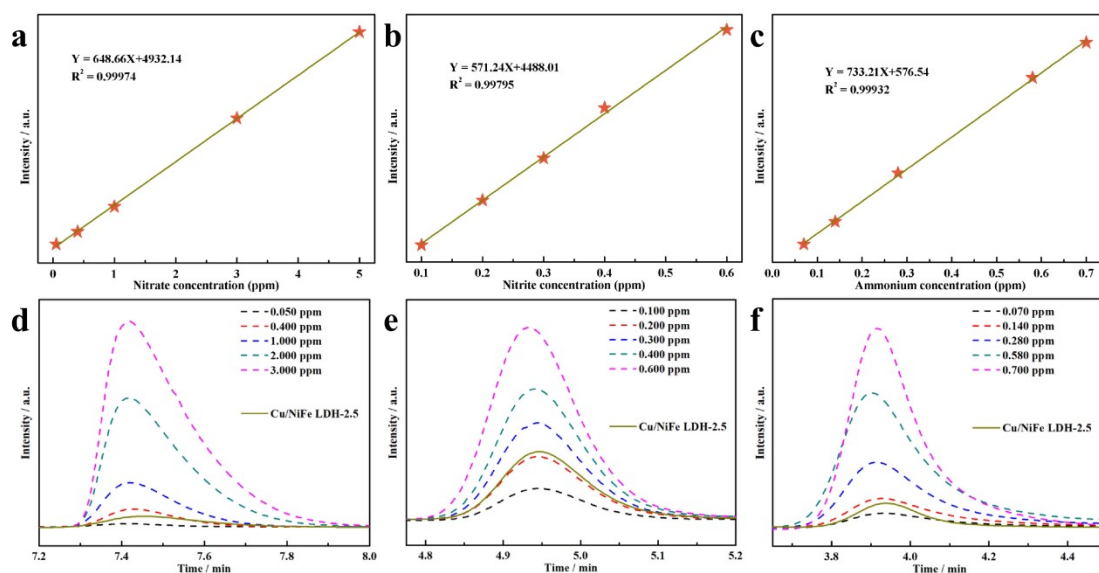 a
Y = 648.66X+4932.14
R² = 0.99974
Intensity / a.u.
0 1 2 3 4 5
Nitrate concentration (ppm)
b
Y = 571.24X+4488.01
R² = 0.99795
Intensity / a.u.
0.1 0.2 0.3 0.4 0.5 0.6
Nitrite concentration (ppm)
c
Y = 733.21X+576.54
R² = 0.99932
Intensity / a.u.
0.0 0.1 0.2 0.3 0.4 0.5 0.6 0.7
Ammonium concentration (ppm)
d
0.050 ppm
0.400 ppm
1.000 ppm
2.000 ppm
3.000 ppm
Cu/NiFe LDH-2.5
Intensity / a.u.
7.2 7.4 7.6 7.8 8.0
Time / min
e
0.100 ppm
0.200 ppm
0.300 ppm
0.400 ppm
0.600 ppm
Cu/NiFe LDH-2.5
Intensity / a.u.
4.8 4.9 5.0 5.1 5.2
Time / min
f
0.070 ppm
0.140 ppm
0.280 ppm
0.580 ppm
0.700 ppm
Cu/NiFe LDH-2.5
Intensity / a.u.
3.8 4.0 4.2 4.4
Time / min